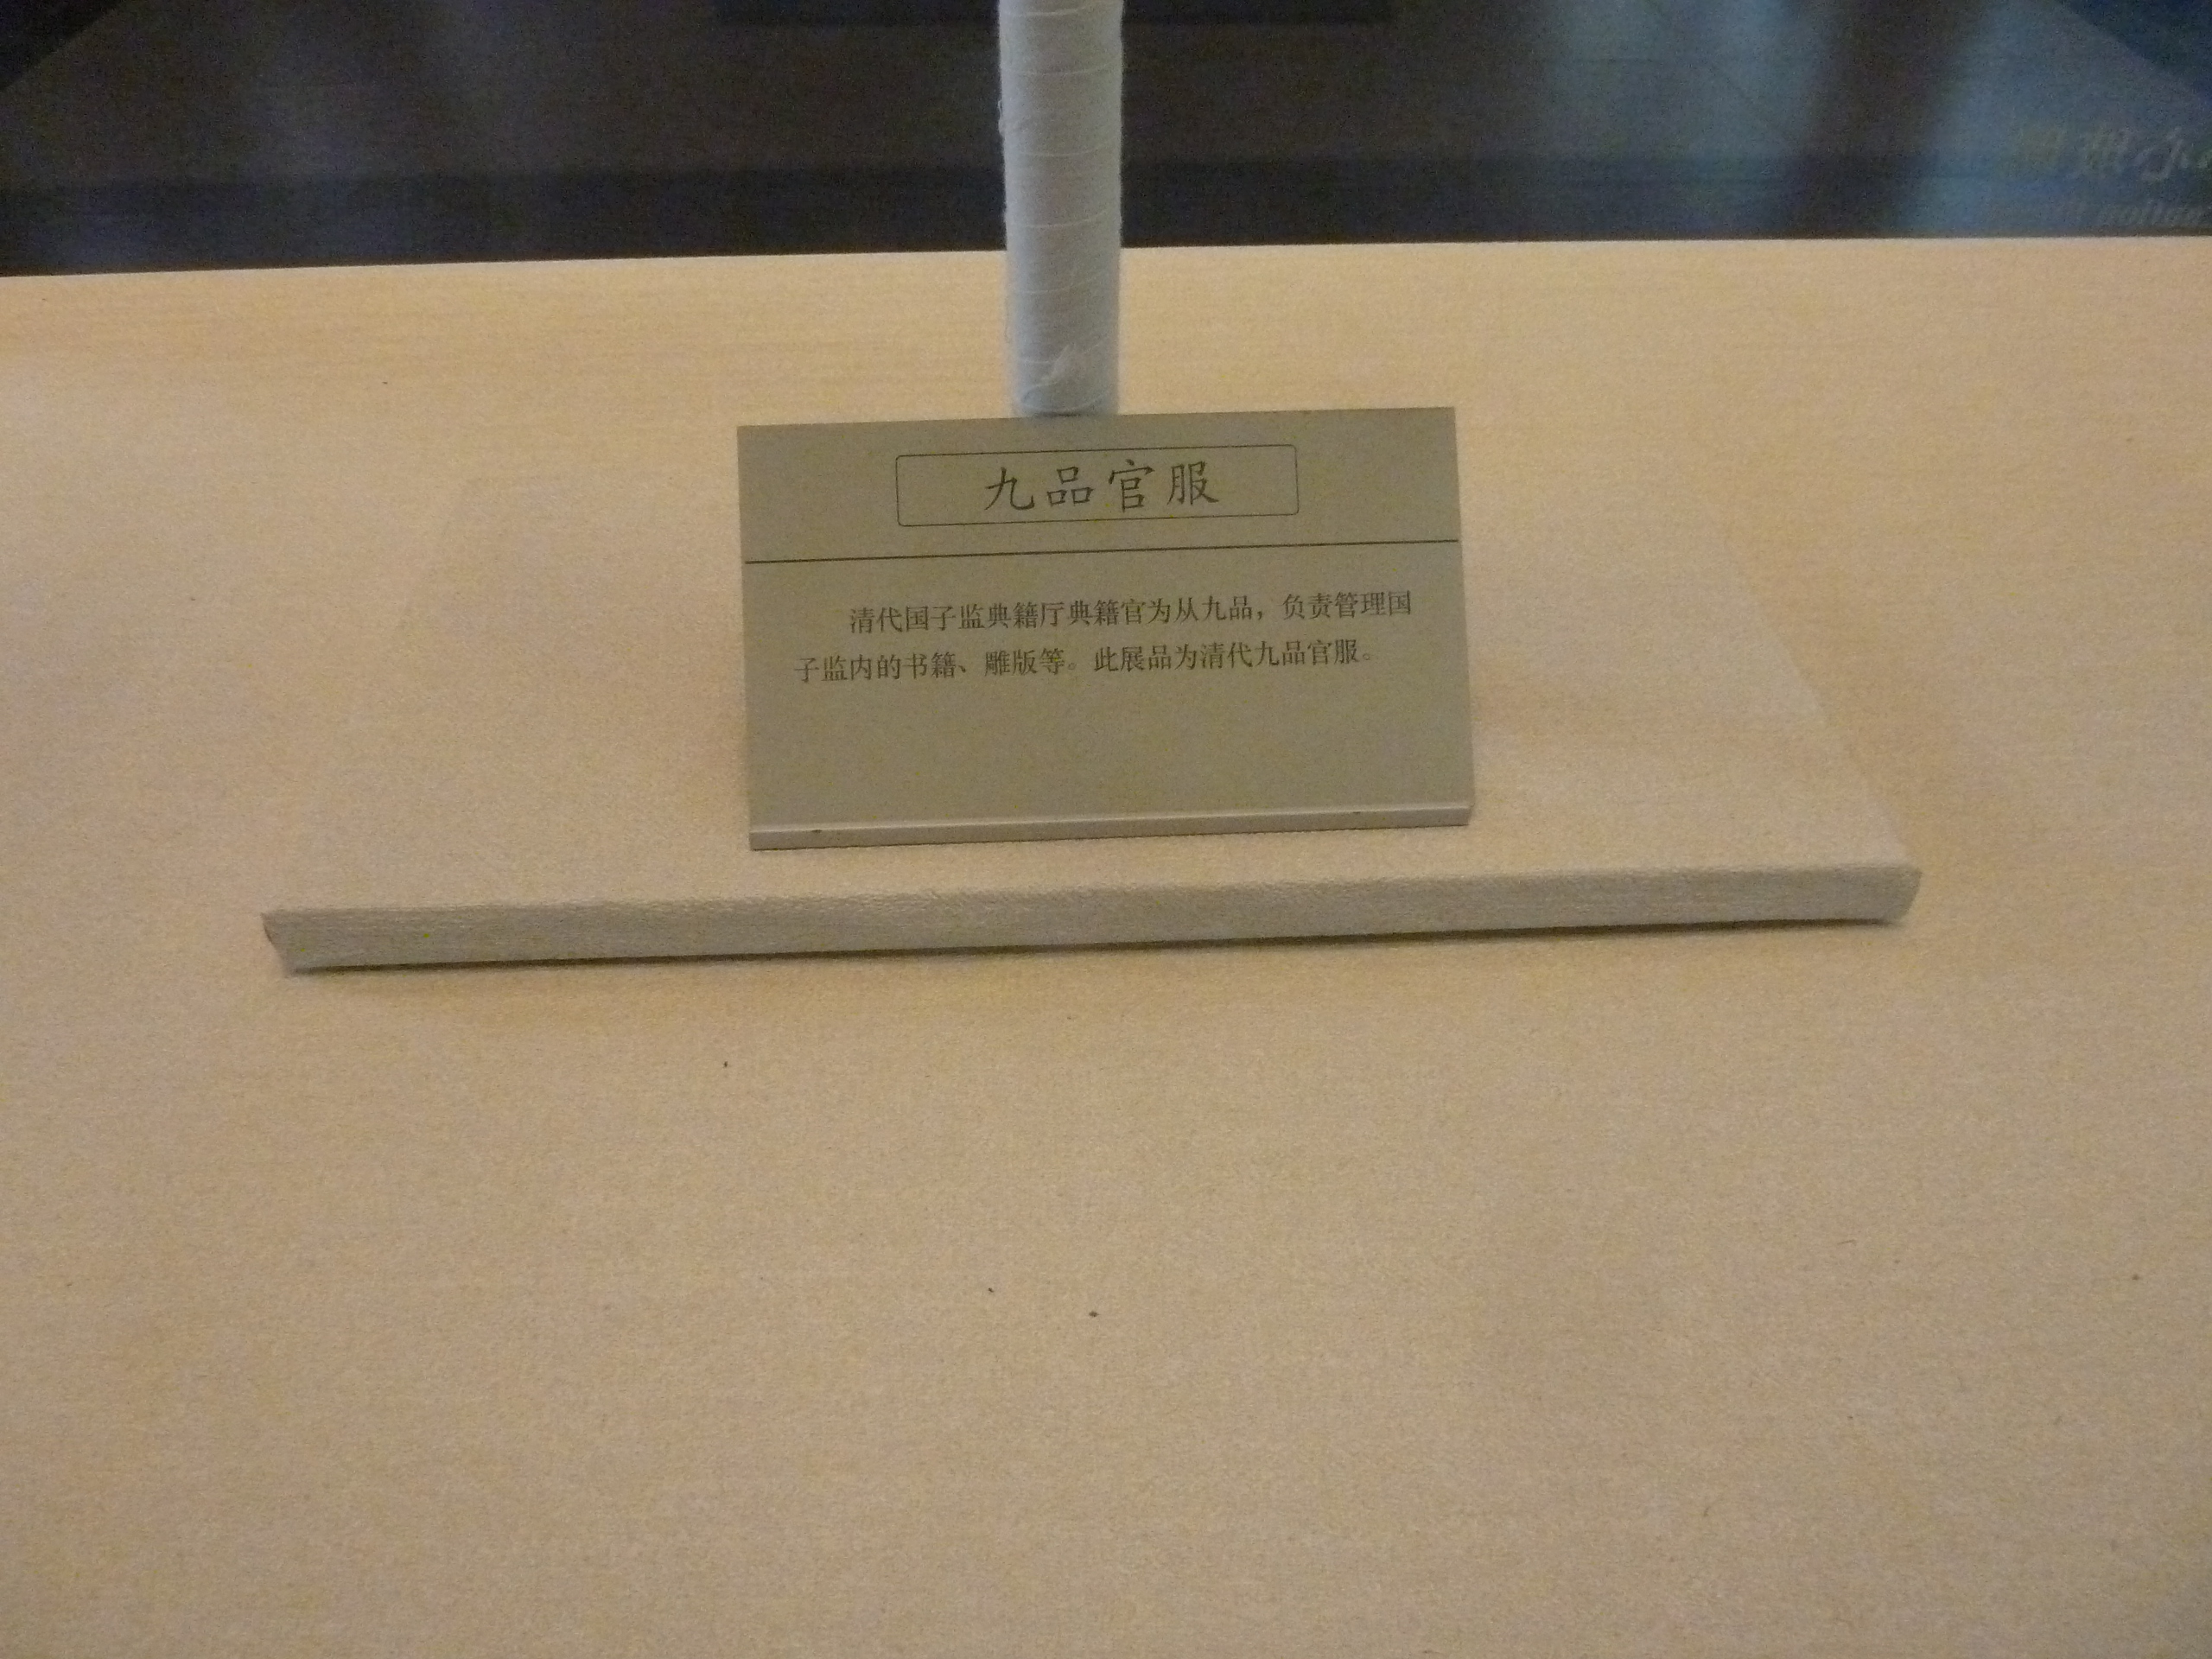 九品官服
清代国子监典籍厅典籍官为从九品，负责管理国
子监内的书籍、雕版等。此展品为清代九品官服。